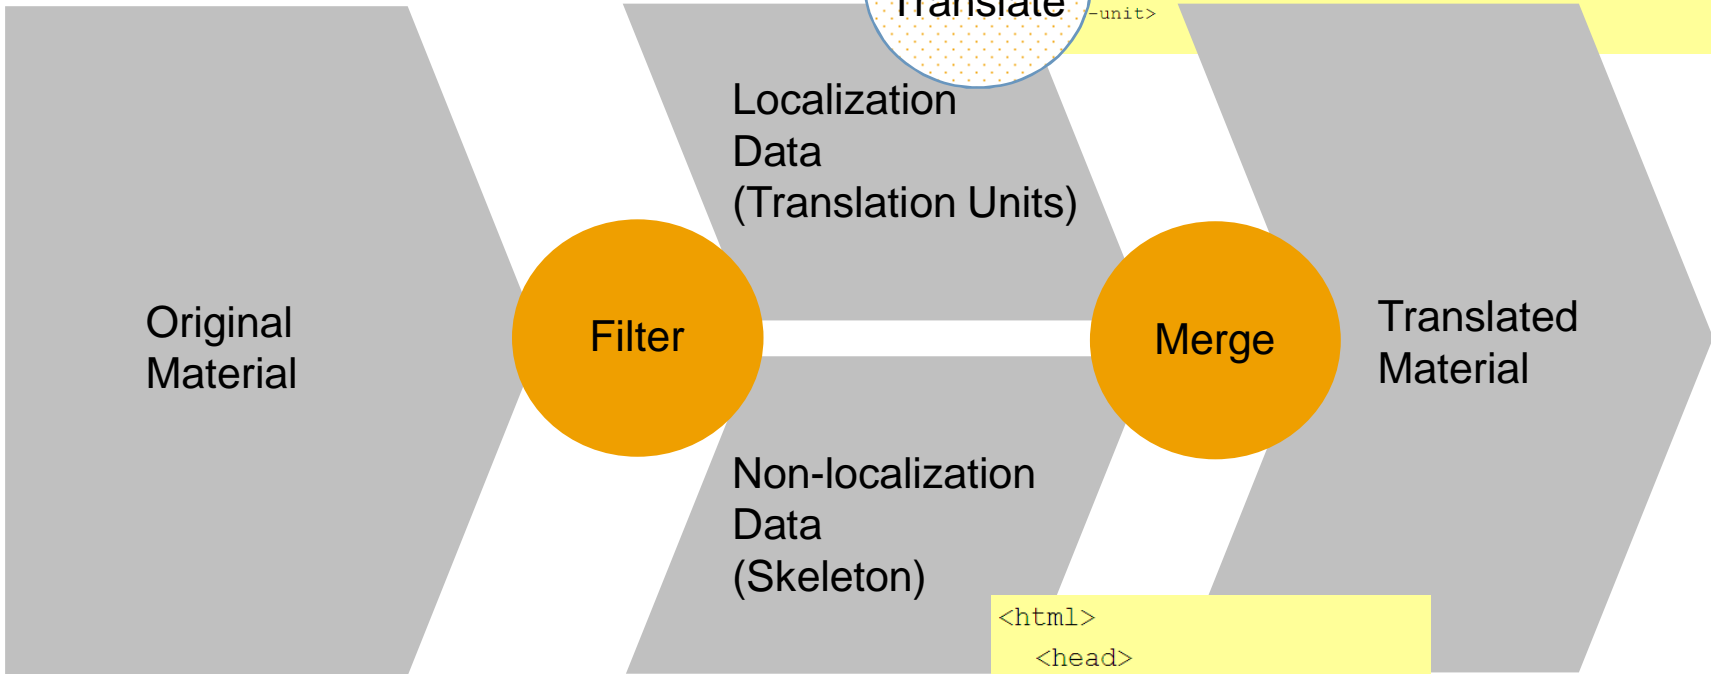 Translate
-unit>
Localization
Data
(Translation Units)
Original
Material
Filter
Merge
Translated
Material
Non-localization
Data
(Skeleton)
<html>
<head>